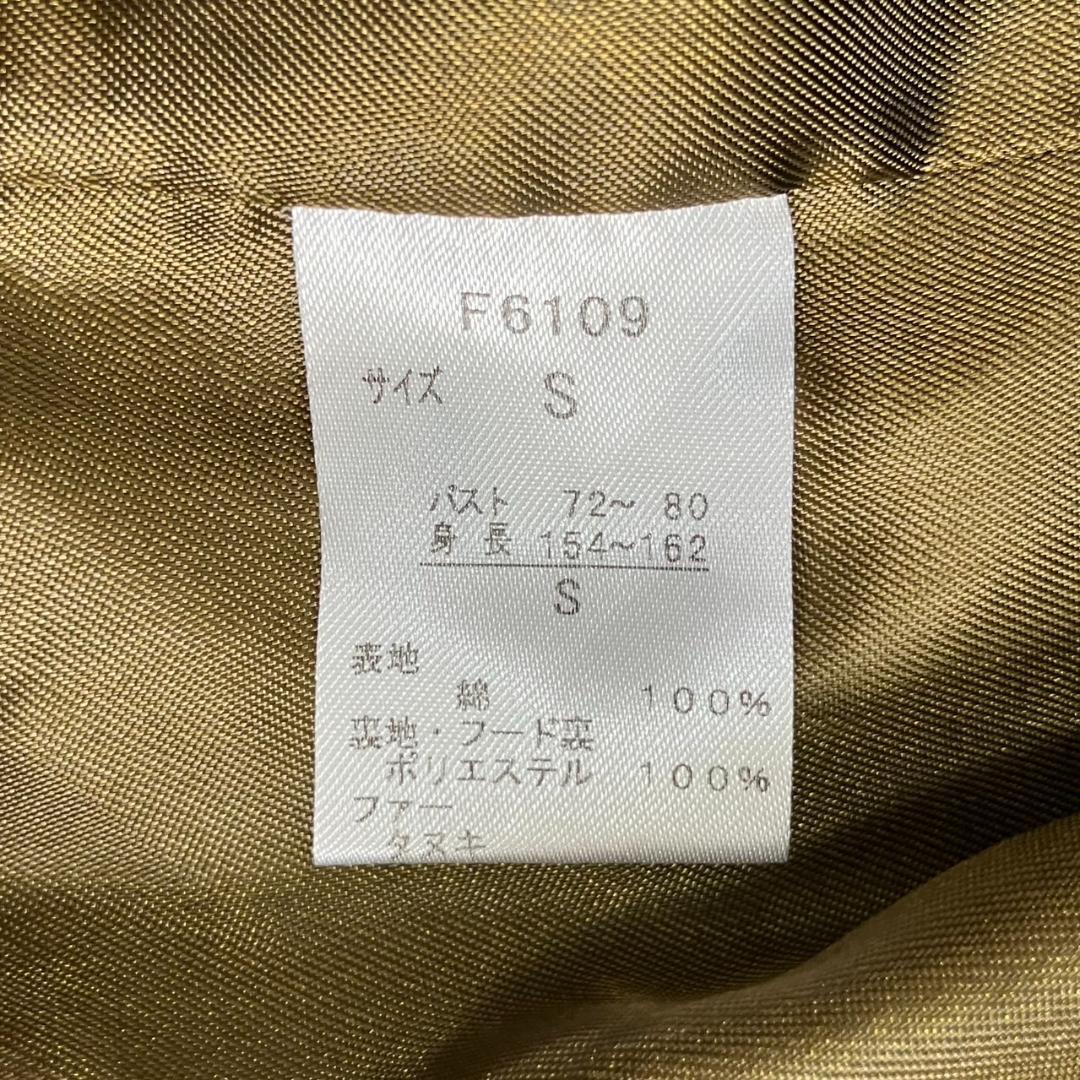 F6109
サイズ S
バスト 72~ 80
身長 154~162
S
表地
綿 100%
裏地・フード裏
ポリエステル 100%
ファー
タヌキ